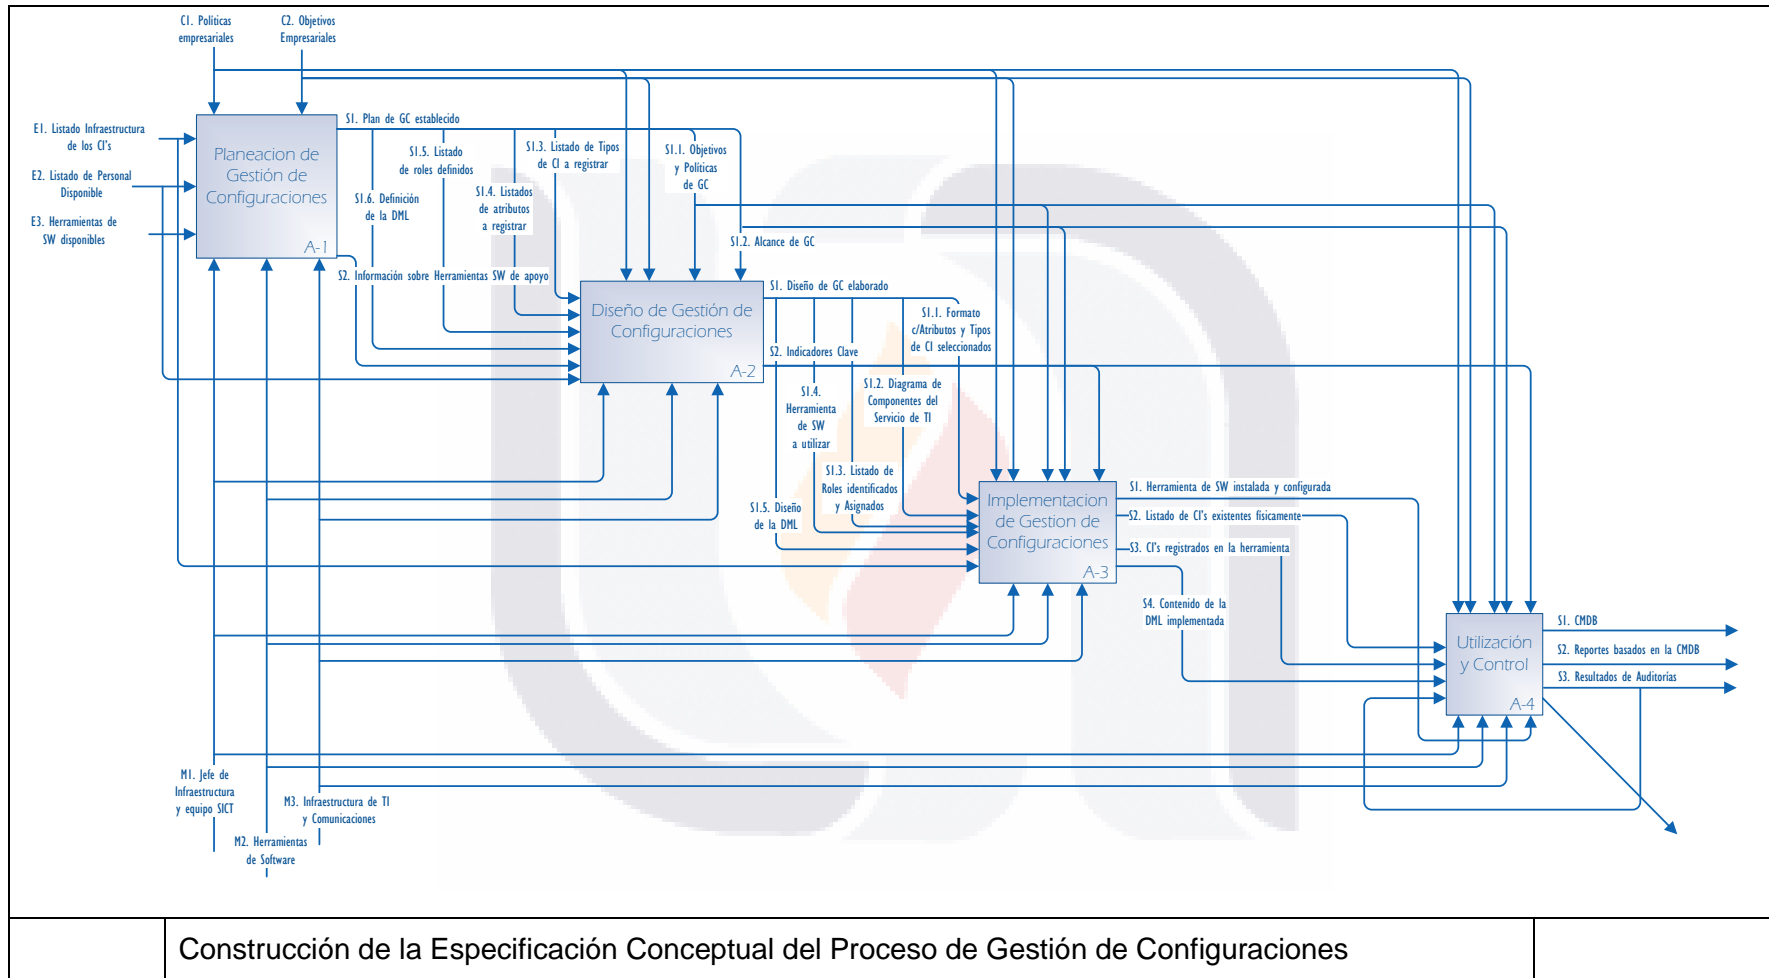 C1. Políticas
empresariales
C2. Objetivos
Empresariales
E1. Listado Infraestructura
de los CI's
E2. Listado de Personal
Disponible
E3. Herramientas de
SW disponibles
Planeacion de
Gestión de
Configuraciones
A-1
S1. Plan de GC establecido
S1.5. Listado
de roles definidos
S1.3. Listado de Tipos
de CI a registrar
S1.1. Objetivos
y Políticas
de GC
S1.6. Definición
de la DML
S1.4. Listados
de atributos
a registrar
S1.2. Alcance de GC
S2. Información sobre Herramientas SW de apoyo
Diseño de Gestión de
Configuraciones
A-2
S1. Diseño de GC elaborado
S1.1. Formato
c/Atributos y Tipos
de CI seleccionados
S2. Indicadores Clave
S1.4.
Herramienta
de SW
a utilizar
S1.2. Diagrama de
Componentes del
Servicio de TI
S1.3. Listado de
Roles identificados
y Asignados
S1.5. Diseño
de la DML
Implementacion
de Gestion de
Configuraciones
A-3
S1. Herramienta de SW instalada y configurada
S2. Listado de CI's existentes físicamente
S3. CI's registrados en la herramienta
S4. Contenido de la
DML implementada
Utilización
y Control
A-4
S1. CMDB
S2. Reportes basados en la CMDB
S3. Resultados de Auditorías
M1. Jefe de
Infraestructura
y equipo SICT
M3. Infraestructura de TI
y Comunicaciones
M2. Herramientas
de Software
Construcción de la Especificación Conceptual del Proceso de Gestión de Configuraciones